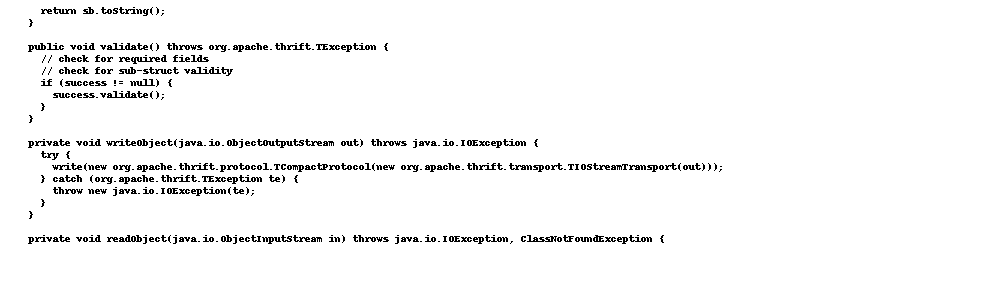 return sb.toString();
}
public void validate() throws org.apache.thrift.TException {
// check for required fields
// check for sub-struct validity
if (success != null) {
success.validate();
}
}
private void writeObject(java.io.ObjectOutputStream out) throws java.io.IOException {
try {
write(new org.apache.thrift.protocol.TCompactProtocol(new org.apache.thrift.transport.TIOStreamTransport(out)));
} catch (org.apache.thrift.TException te) {
throw new java.io.IOException(te);
}
}
private void readObject(java.io.ObjectInputStream in) throws java.io.IOException, ClassNotFoundException {